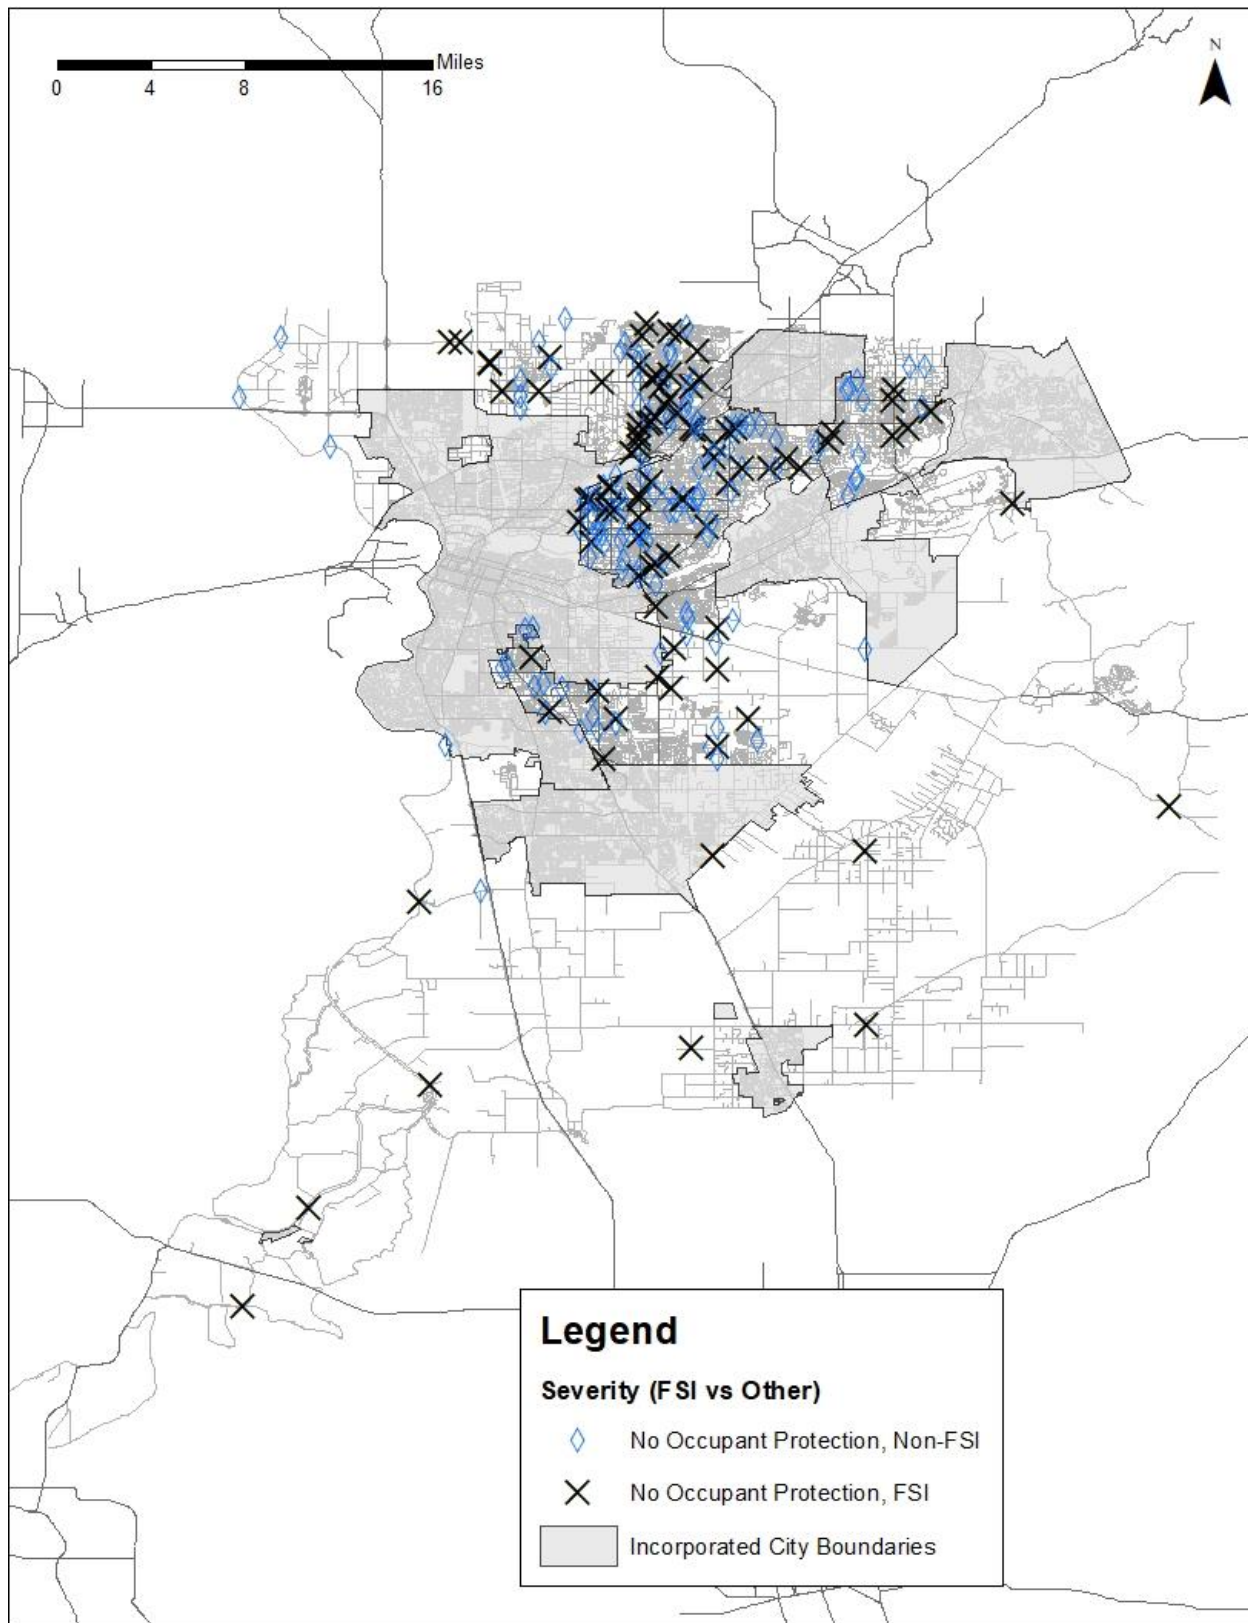 Miles
0 4 8 16
N
Legend
Severity (FSI vs Other)
No Occupant Protection, Non-FSI
No Occupant Protection, FSI
Incorporated City Boundaries